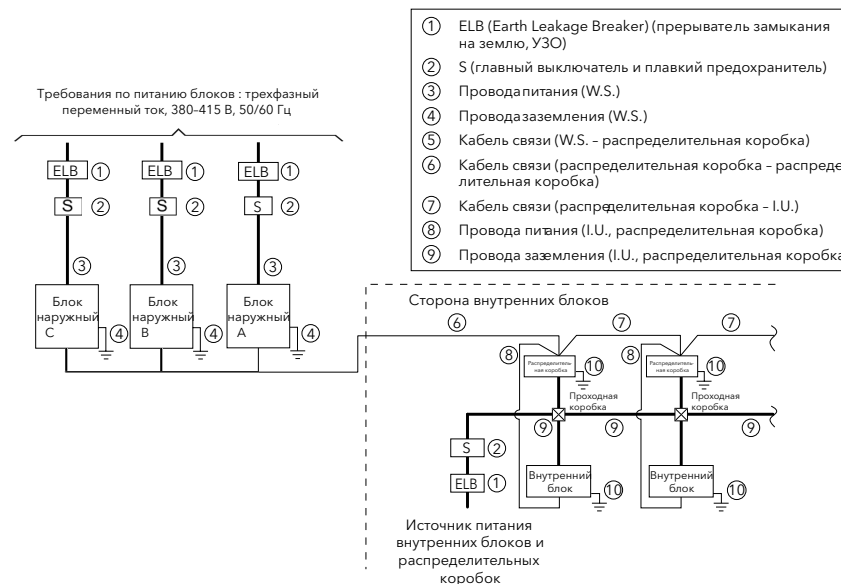 ① ELB (Earth Leakage Breaker) (прерыватель замыкания
на землю, УЗО)
② S (главный выключатель и плавкий предохранитель)
③ Провода питания (W.S.)
④ Провода заземления (W.S.)
⑤ Кабель связи (W.S. – распределительная коробка)
⑥ Кабель связи (распределительная коробка – распреде
лительная коробка)
⑦ Кабель связи (распределительная коробка – I.U.)
⑧ Провода питания (I.U., распределительная коробка)
⑨ Провода заземления (I.U., распределительная коробка
Требования по питанию блоков : трехфазный
переменный ток, 380–415 В, 50/60 Гц
ELB ① ELB ① ELB ①
S ② S ② S ②
③ ③ ③
Блок
наружный
C ④
Блок
наружный
B ④
Блок
наружный
A ④
Сторона внутренних блоков
⑥ ⑦ ⑦
⑧ ⑧
Распределитель-
ная коробка ⑩
Распределитель-
ная коробка ⑩
Проходная
коробка
Проходная
коробка
⑨ ⑨ ⑨
S ②
ELB ①
Внутренний
блок ⑩
Внутренний
блок ⑩
Источник питания
внутренних блоков и
распределительных
коробок